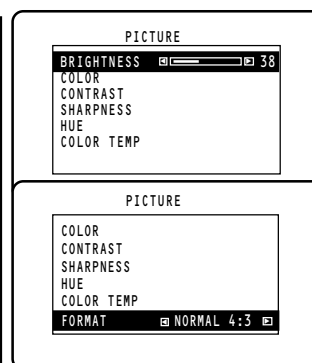 PICTURE
BRIGHTNESS 38
COLOR
CONTRAST
SHARPNESS
HUE
COLOR TEMP
PICTURE
COLOR
CONTRAST
SHARPNESS
HUE
COLOR TEMP
FORMAT NORMAL 4:3